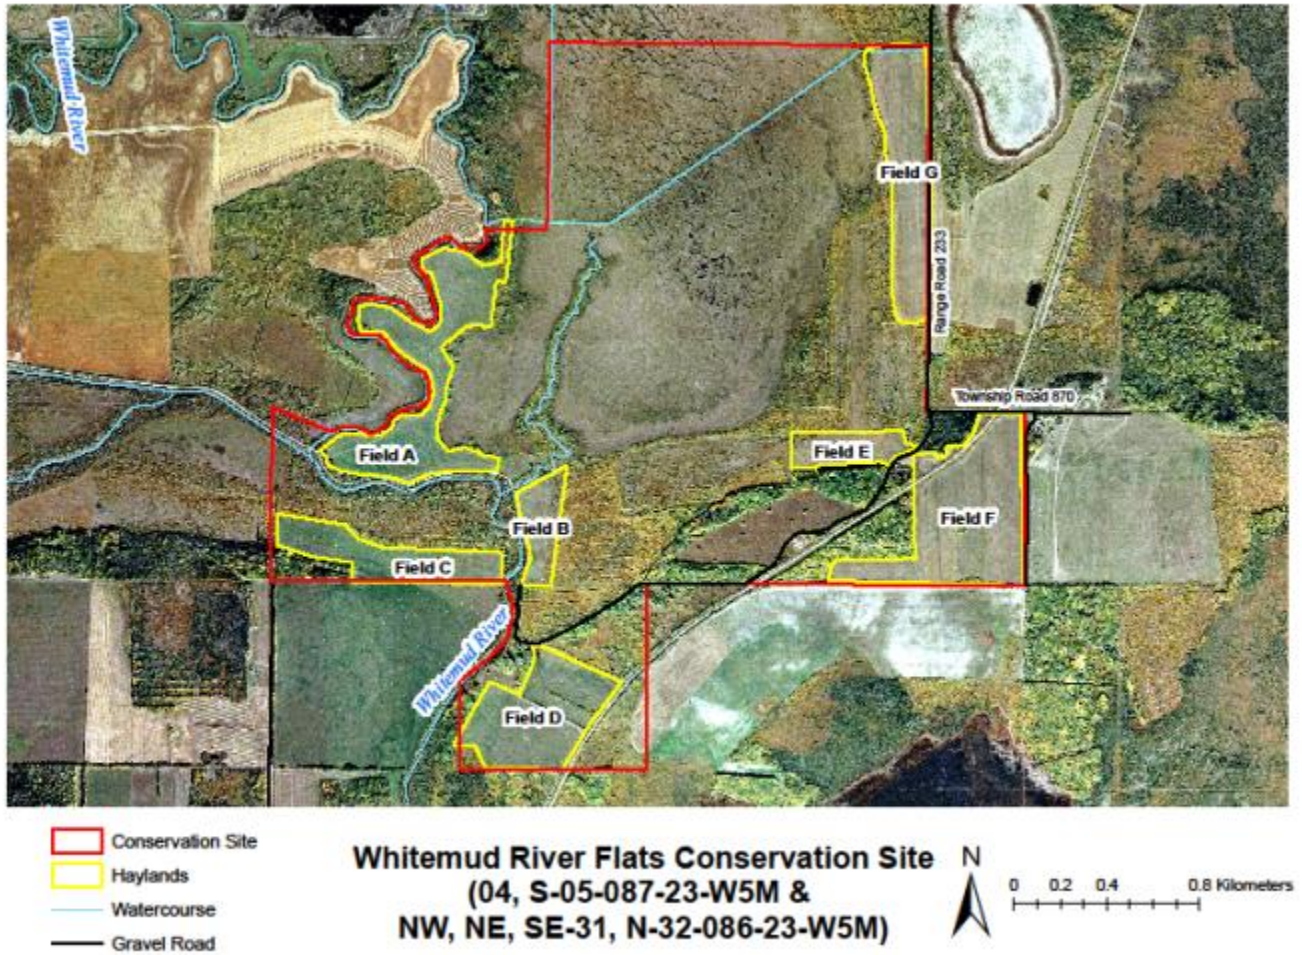 Whitemud River
Field G
Range Road 233
Township Road 870
Field A
Field E
Field B
Field F
Field C
Whitemud River
Field D
Conservation Site
Haylands
Watercourse
Gravel Road
Whitemud River Flats Conservation Site
(04, S-05-087-23-W5M &
NW, NE, SE-31, N-32-086-23-W5M)
N
0 0.2 0.4 0.8 Kilometers